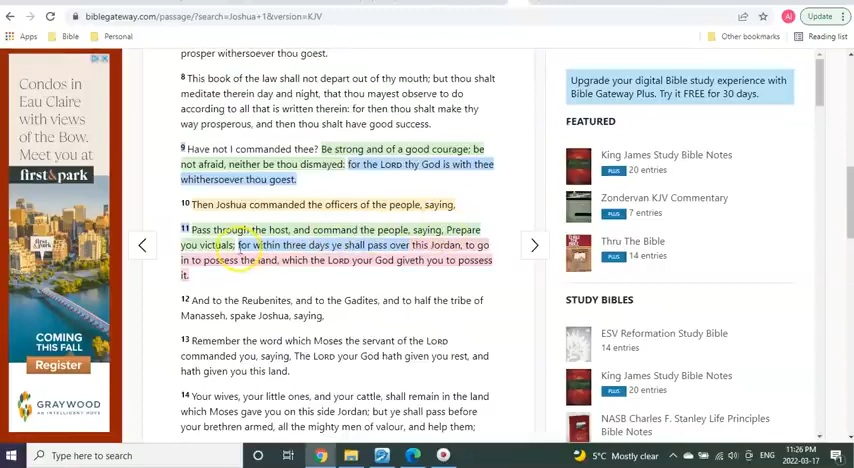 biblegateway.com/passage/?search=Joshua+1&version=KJV
AI
Update
Apps
Bible
Personal
Other bookmarks
Reading list
Condos in
Eau Claire
with views
of the Bow.
Meet you at
first&park
first
&park
COMING
THIS FALL
Register
GRAYWOOD
prosper withersoever thou goest.
8 This book of the law shall not depart out of thy mouth; but thou shalt
meditate therein day and night, that thou mayest observe to do
according to all that is written therein: for then thou shalt make thy
way prosperous, and then thou shalt have good success.
9 Have not I commanded thee? Be strong and of a good courage; be
not afraid, neither be thou dismayed: for the LORD thy God is with thee
whithersoever thou goest.
10 Then Joshua commanded the officers of the people, saying,
11 Pass through the host, and command the people, saying, Prepare
you victuals; for within three days ye shall pass over this Jordan, to go
in to possess the land, which the LORD your God giveth you to possess
it.
12 And to the Reubenites, and to the Gadites, and to half the tribe of
Manasseh, spake Joshua, saying,
13 Remember the word which Moses the servant of the LORD
commanded you, saying, The LORD your God hath given you rest, and
hath given you this land.
14 Your wives, your little ones, and your cattle, shall remain in the land
which Moses gave you on this side Jordan; but ye shall pass before
your brethren armed, all the mighty men of valour, and help them;
Upgrade your digital Bible study experience with
Bible Gateway Plus. Try it FREE for 30 days.
FEATURED
King James Study Bible Notes
PLUS 20 entries
Zondervan KJV Commentary
PLUS 7 entries
Thru The Bible
PLUS 14 entries
STUDY BIBLES
ESV Reformation Study Bible
14 entries
King James Study Bible Notes
PLUS 20 entries
NASB Charles F. Stanley Life Principles
Bible Notes
Type here to search
5°C Mostly clear
ENG
11:26 PM
2022-03-17